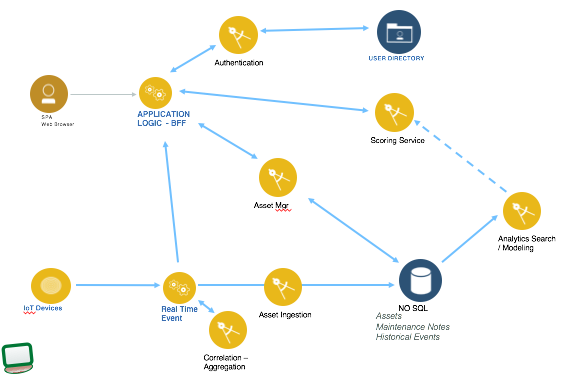 Authentication
USER DIRECTORY
SPA
Web Browser
APPLICATION
LOGIC - BFF
Scoring Service
Asset Mgr
Analytics Search
/ Modeling
IoT Devices
Real Time
Event
Asset Ingestion
NO SQL
Assets
Maintenance Notes
Historical Events
Correlation –
Aggregation